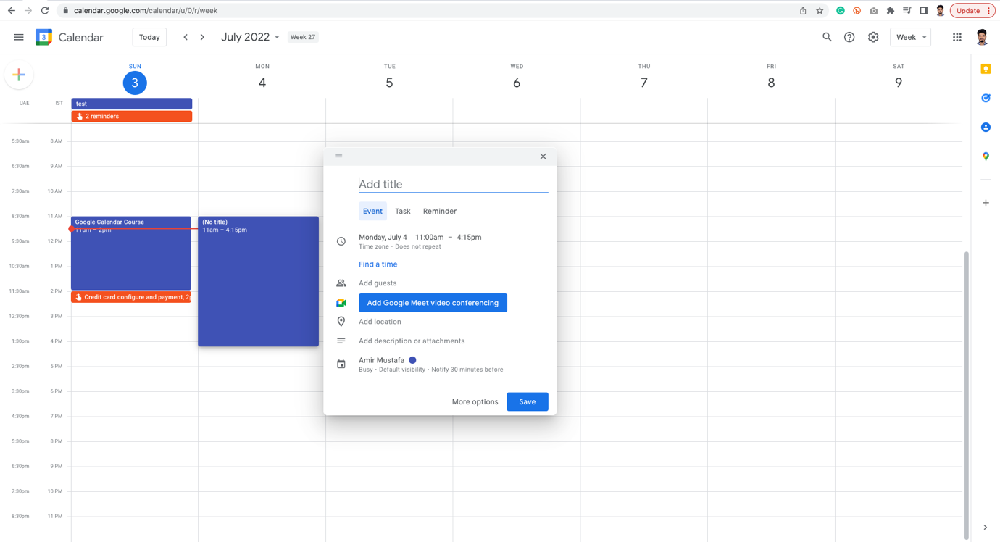 calendar.google.com/calendar/u/0/r/week
Update
3
Calendar
Today
July 2022
Week 27
Week
SUN
MON
TUE
WED
THU
FRI
SAT
3
4
5
6
7
8
9
UAE
IST
test
2 reminders
5:30am 8 AM
6:30am 9 AM
7:30am 10 AM
8:30am 11 AM
9:30am 12 PM
10:30am 1 PM
11:30am 2 PM
12:30pm 3 PM
1:30pm 4 PM
2:30pm 5 PM
3:30pm 6 PM
4:30pm 7 PM
5:30pm 8 PM
6:30pm 9 PM
7:30pm 10 PM
8:30pm 11 PM
Google Calendar Course
11am – 2pm
Credit card configure and payment, 2p
(No title)
11am – 4:15pm
Add title
Event
Task
Reminder
Monday, July 4 11:00am – 4:15pm
Time zone · Does not repeat
Find a time
Add guests
Add Google Meet video conferencing
Add location
Add description or attachments
Amir Mustafa
Busy · Default visibility · Notify 30 minutes before
More options
Save